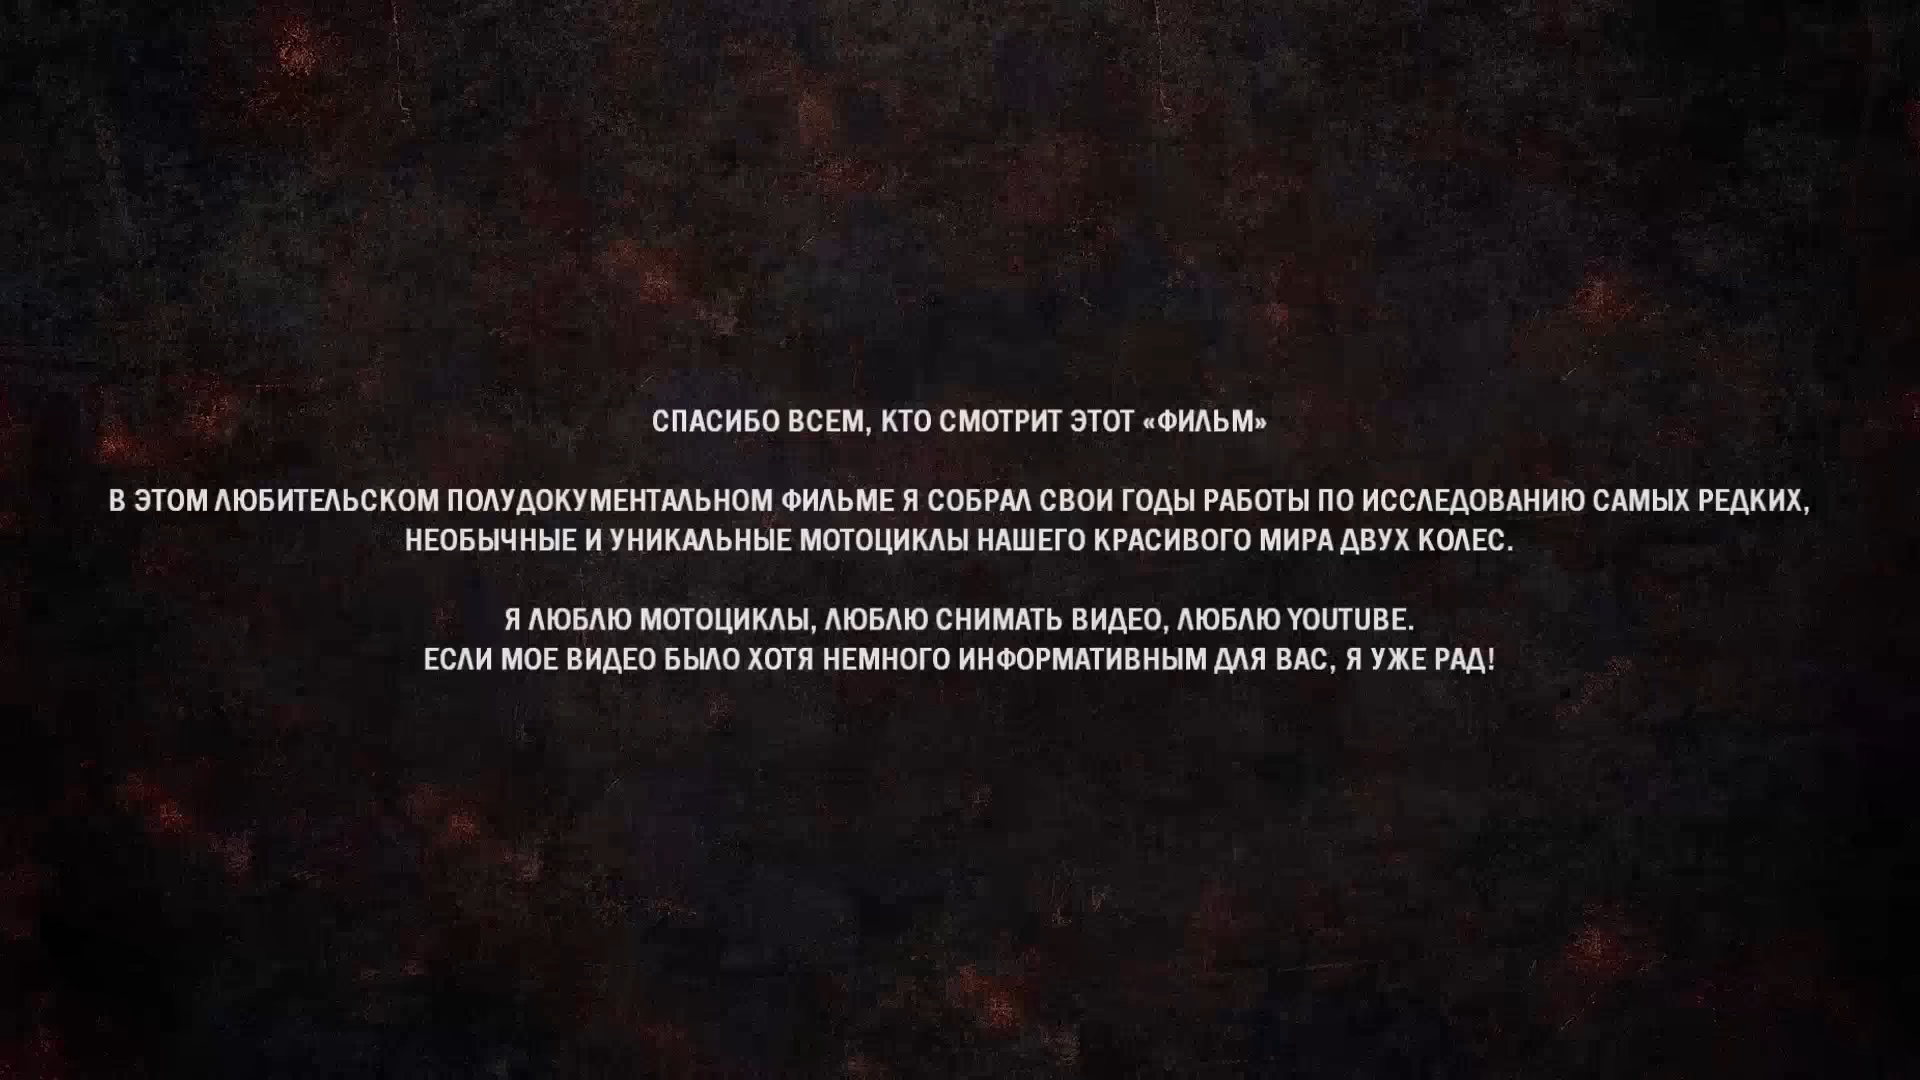 СПАСИБО ВСЕМ, КТО СМОТРИТ ЭТОТ «ФИЛЬМ»
В ЭТОМ ЛЮБИТЕЛЬСКОМ ПОЛУДОКУМЕНТАЛЬНОМ ФИЛЬМЕ Я СОБРАЛ СВОИ ГОДЫ РАБОТЫ ПО ИССЛЕДОВАНИЮ САМЫХ РЕДКИХ,
НЕОБЫЧНЫЕ И УНИКАЛЬНЫЕ МОТОЦИКЛЫ НАШЕГО КРАСИВОГО МИРА ДВУХ КОЛЕС.
Я ЛЮБЛЮ МОТОЦИКЛЫ, ЛЮБЛЮ СНИМАТЬ ВИДЕО, ЛЮБЛЮ YOUTUBE.
ЕСЛИ МОЕ ВИДЕО БЫЛО ХОТЯ НЕМНОГО ИНФОРМАТИВНЫМ ДЛЯ ВАС, Я УЖЕ РАД!